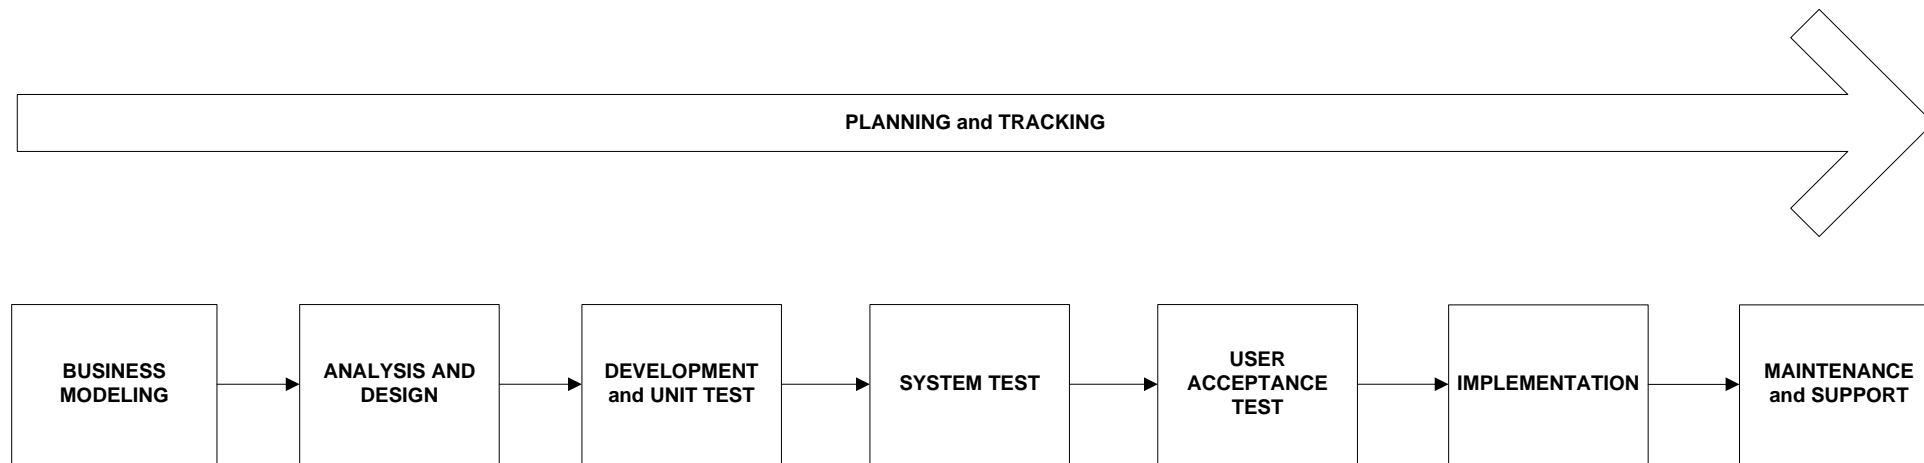 PLANNING and TRACKING
BUSINESS
MODELING
ANALYSIS AND
DESIGN
DEVELOPMENT
and UNIT TEST
SYSTEM TEST
USER
ACCEPTANCE
TEST
IMPLEMENTATION
MAINTENANCE
and SUPPORT